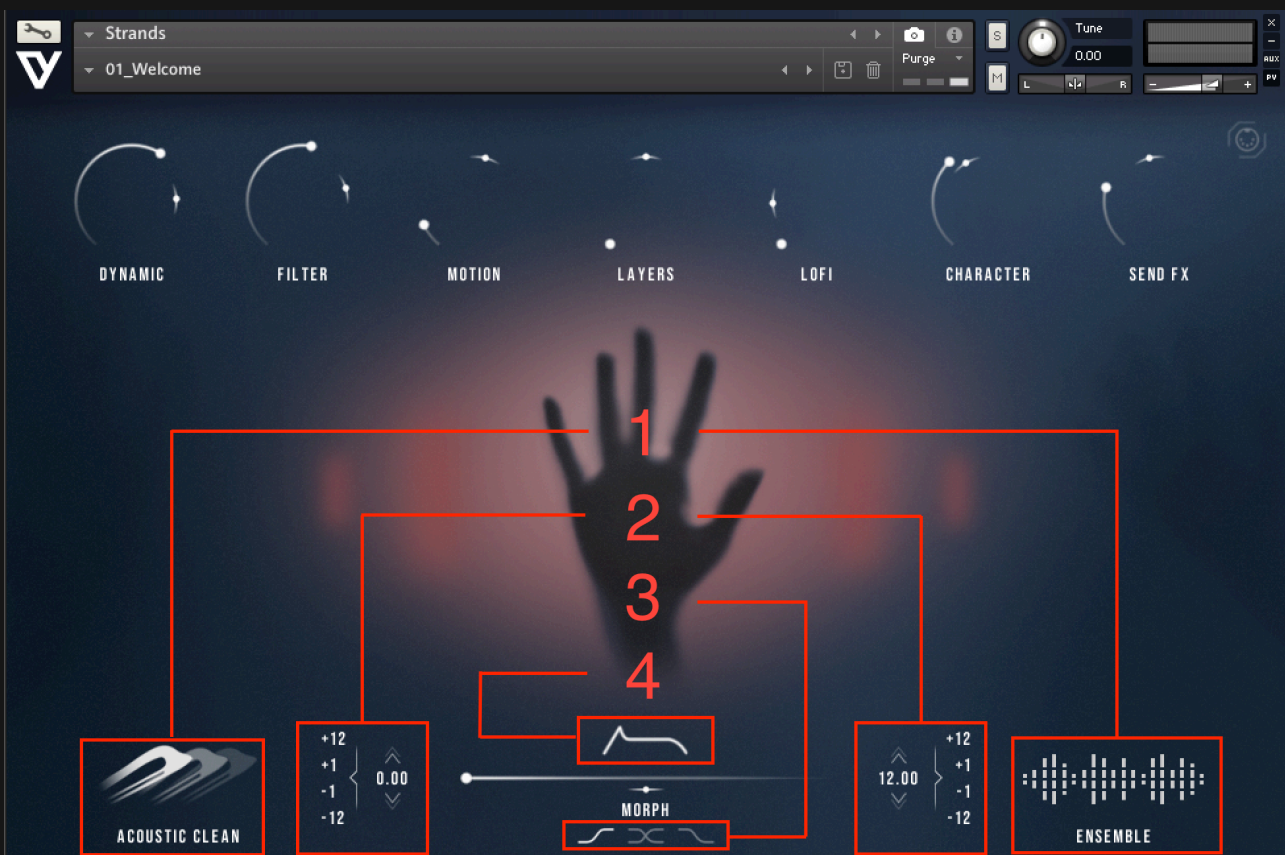 Strands
S
Tune
01_Welcome
Purge
0.00
M
L
R
-
+
×
-
AUX
PV
DYNAMIC
FILTER
MOTION
LAYERS
LOFI
CHARACTER
SEND FX
1
2
3
4
ACOUSTIC CLEAN
+12
+1
-1
-12
0.00
MORPH
12.00
+12
+1
-1
-12
ENSEMBLE